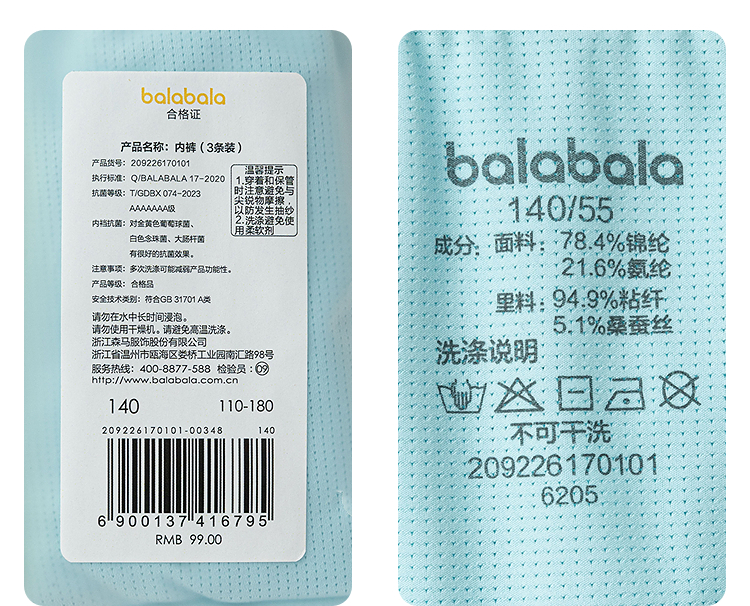 balabala
合格证
产品名称：内裤（3条装）
产品货号：209226170101
执行标准：Q/BALABALA 17-2020
抗菌等级：T/GDBX 074-2023
AAAAAAA级
内裆抗菌：对金黄色葡萄球菌、
白色念珠菌、大肠杆菌
有很好的抗菌效果。
注意事项：多次洗涤可能减弱产品功能性。
产品等级：合格品
安全技术类别：符合GB 31701 A类
温馨提示
1.穿着和保管
时注意避免与
尖锐物摩擦，
以防发生抽纱
2.洗涤避免使
用柔软剂
请勿在水中长时间浸泡。
请勿使用干燥机。请避免高温洗涤。
浙江森马服饰股份有限公司
浙江省温州市瓯海区娄桥工业园南汇路98号
服务热线：400-8877-588 检验员：09
http://www.balabala.com.cn
140 110-180
209226170101-00348 140
6 900137 416795
RMB 99.00
balabala
140/55
成分：面料：78.4%锦纶
21.6%氨纶
里料：94.9%粘纤
5.1%桑蚕丝
洗涤说明
不可干洗
209226170101
6205